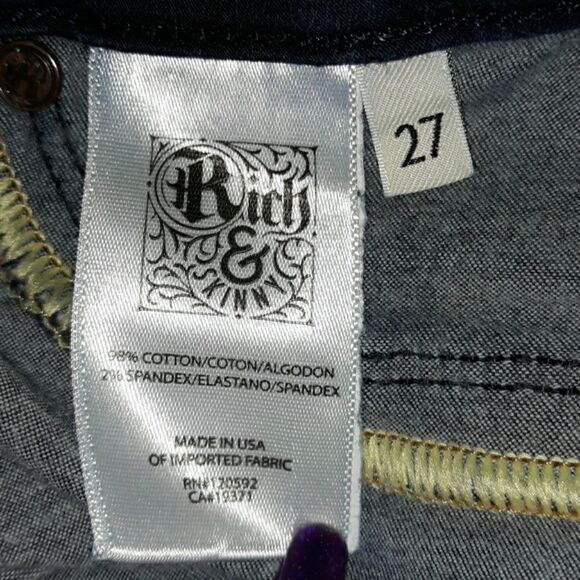 Rich
&
SKINNY
27
98% COTTON/COTON/ALGODON
2% SPANDEX/ELASTANO/SPANDEX
MADE IN USA
OF IMPORTED FABRIC
RN#120592
CA#19371